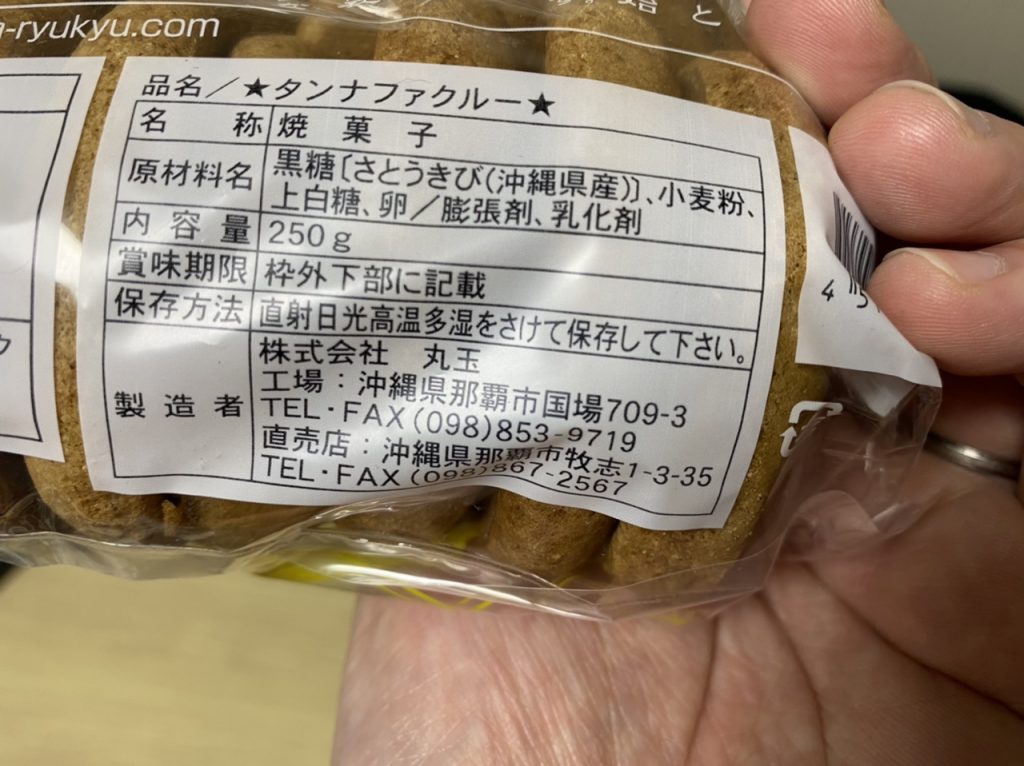 -ryukyu.com
と
品名／★タンナファクルー★
名称 焼菓子
原材料名 黒糖〔さとうきび(沖縄県産)〕、小麦粉、
上白糖、卵／膨張剤、乳化剤
内容量 250g
賞味期限 枠外下部に記載
保存方法 直射日光高温多湿をさけて保存して下さい。
製造者 株式会社 丸玉
工場：沖縄県那覇市国場709-3
TEL・FAX(098)853-9719
直売店：沖縄県那覇市牧志1-3-35
TEL・FAX(098)867-2567
4
ク